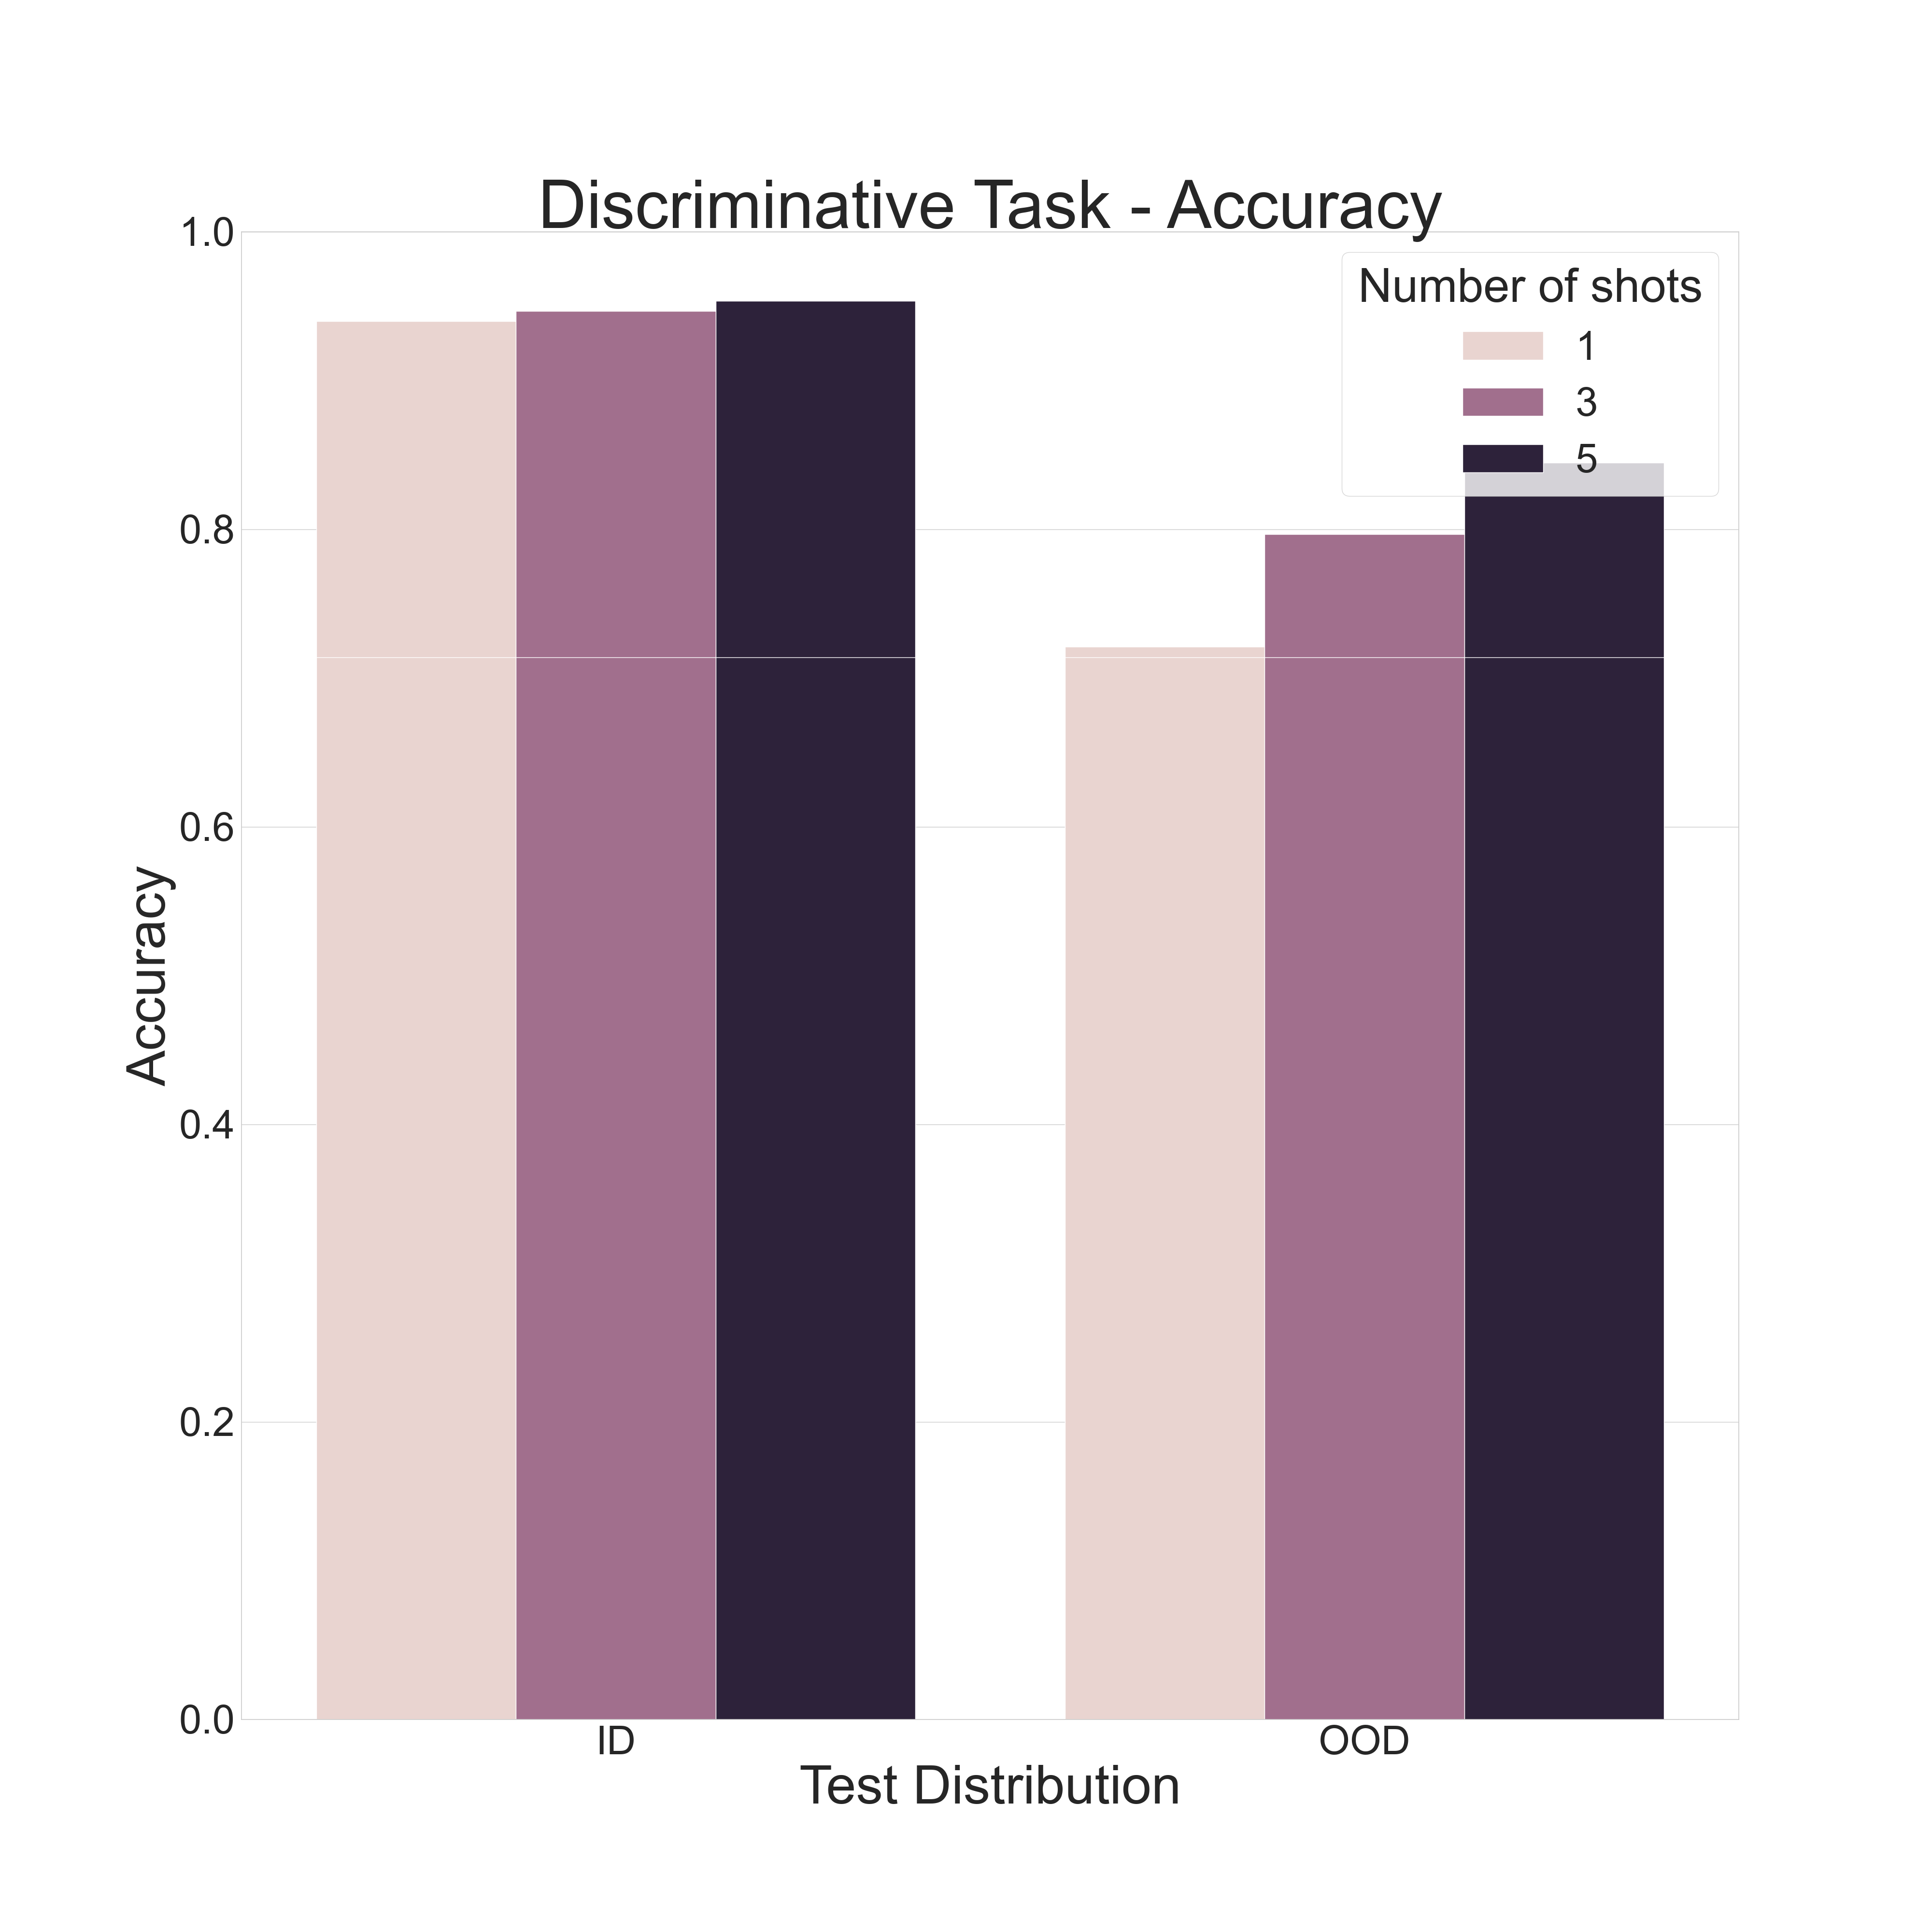 Discriminative Task - Accuracy
Number of shots
1
3
5
1.0
0.8
0.6
0.4
0.2
0.0
Accuracy
ID
OOD
Test Distribution